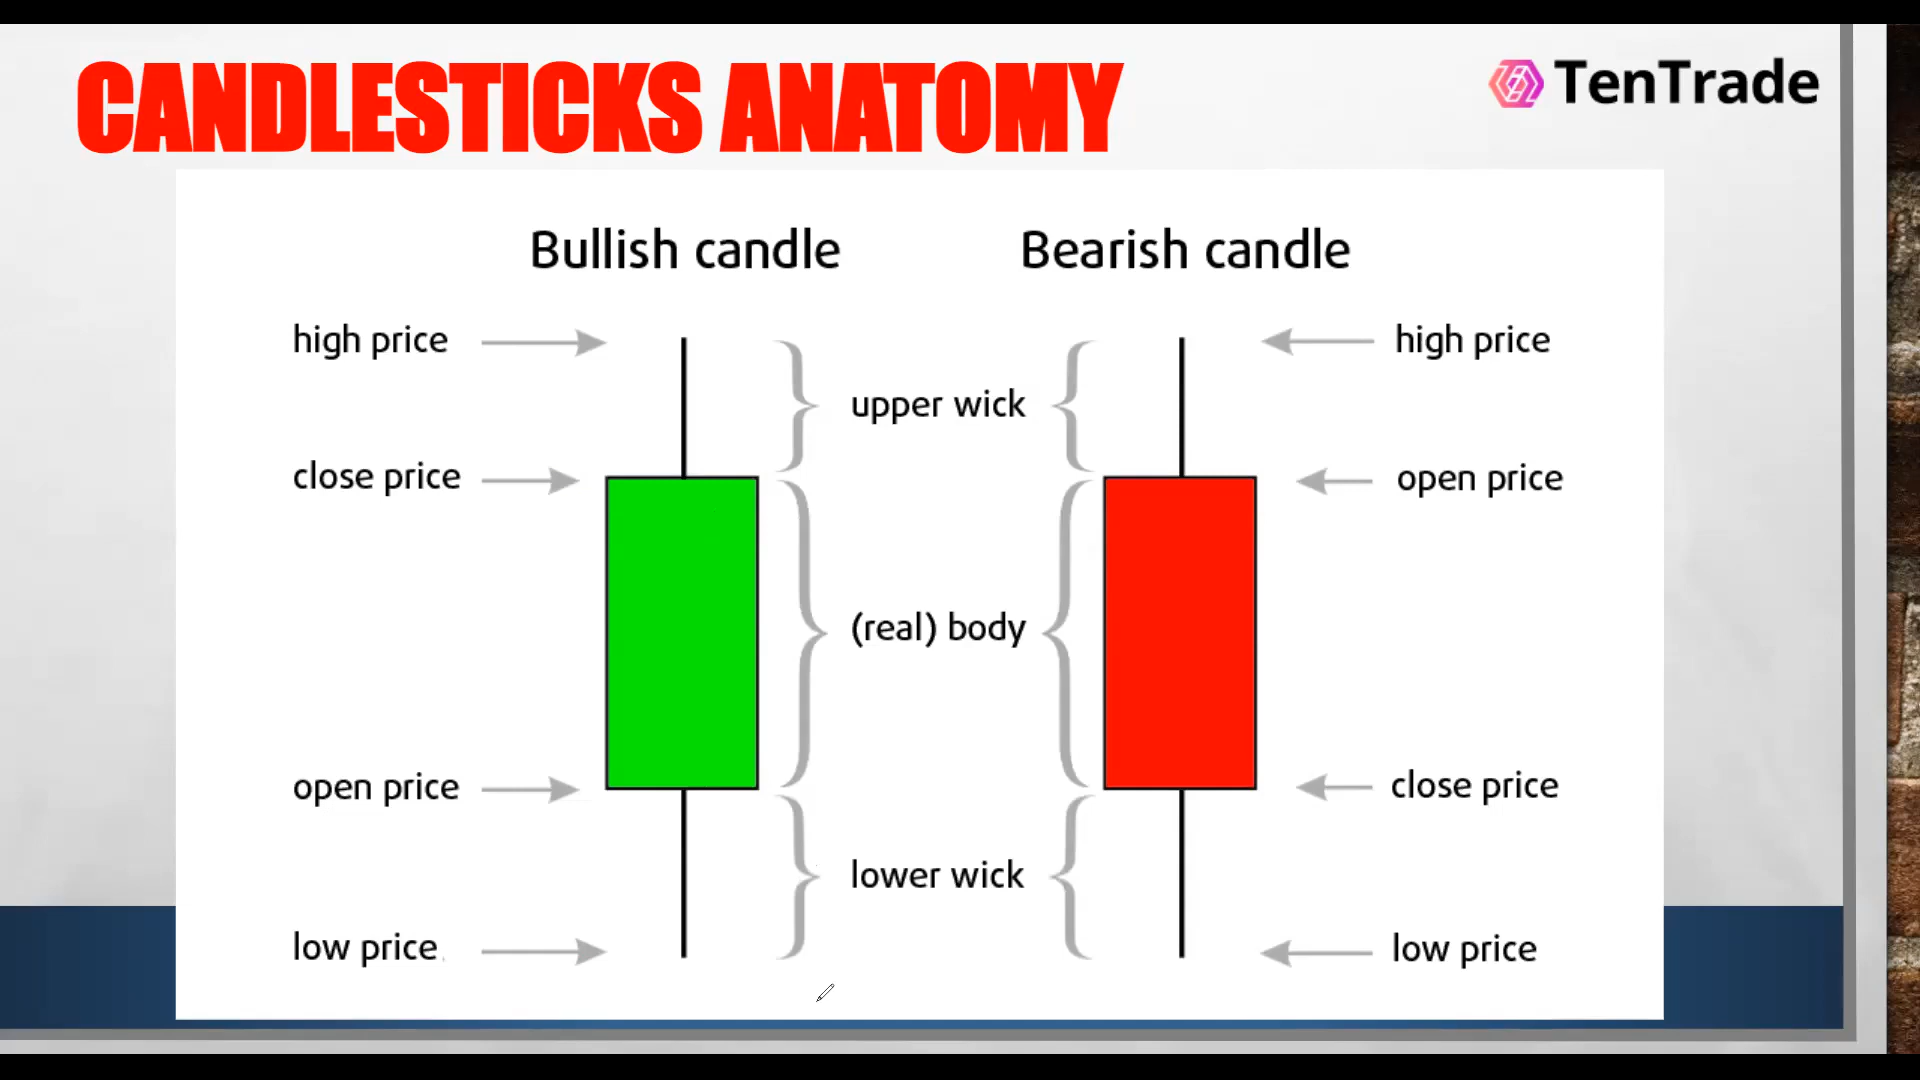 CANDLESTICKS ANATOMY
TenTrade
Bullish candle
Bearish candle
high price
high price
upper wick
close price
open price
(real) body
open price
close price
lower wick
low price
low price